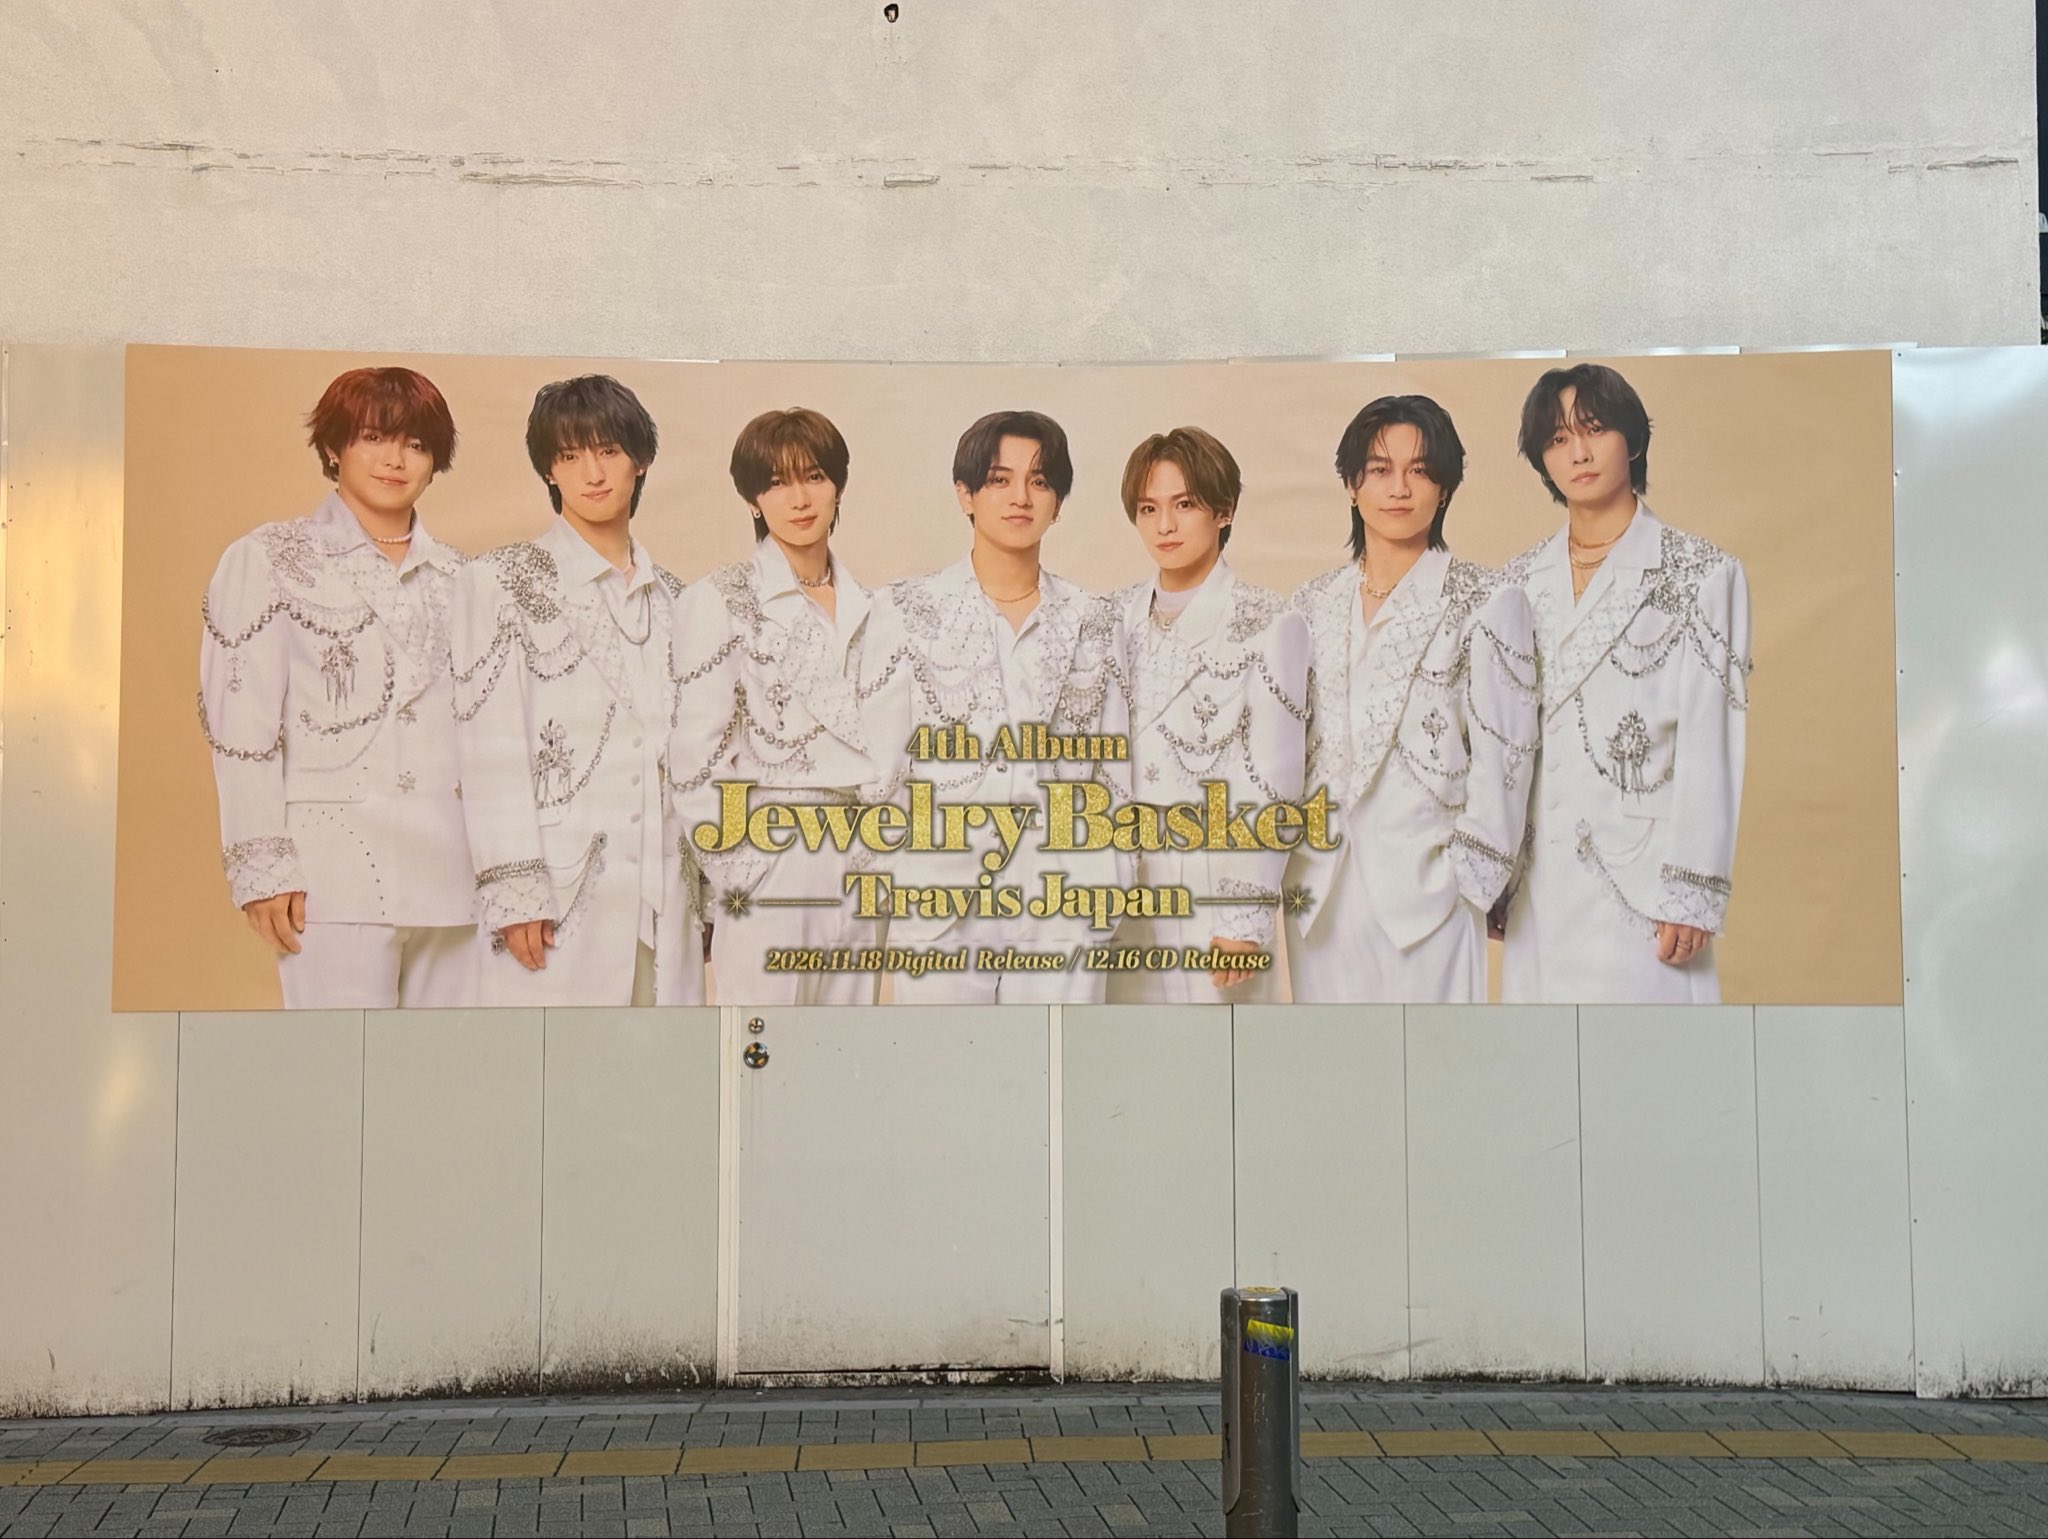 4th Album
Jewelry Basket
Travis Japan
2026.11.18 Digital Release / 12.16 CD Release